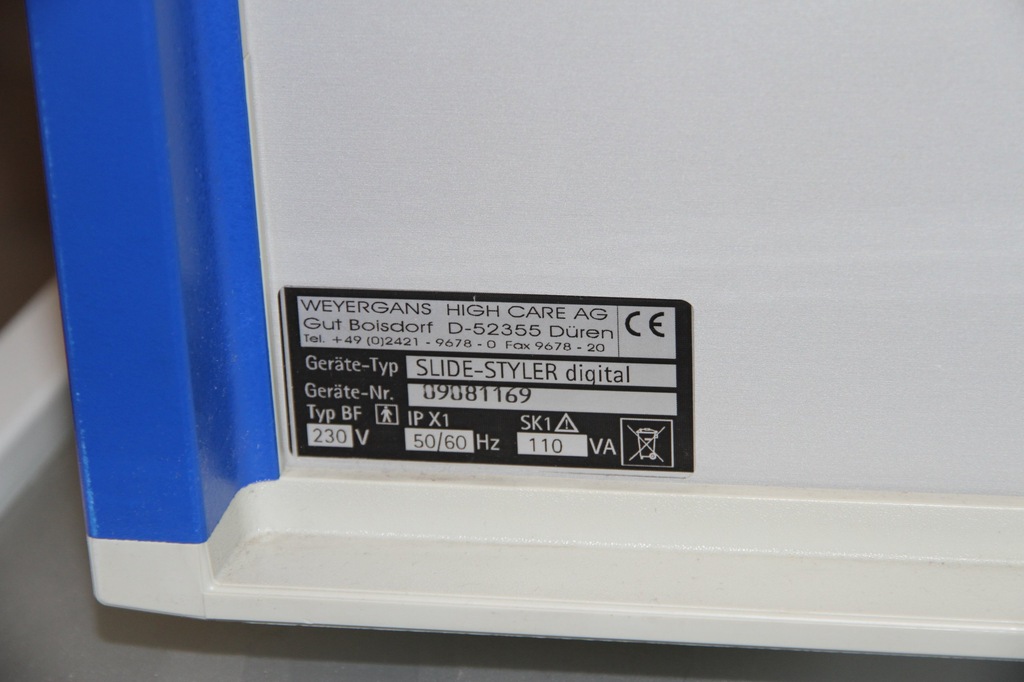 WEYERGANS HIGH CARE AG
Gut Boisdorf D-52355 Düren
Tel. +49 (0)2421 - 9678 - 0 Fax 9678 - 20
CE
Geräte-Typ SLIDE-STYLER digital
Geräte-Nr. 09081169
Typ BF IP X1 SK1
230 V 50/60 Hz 110 VA